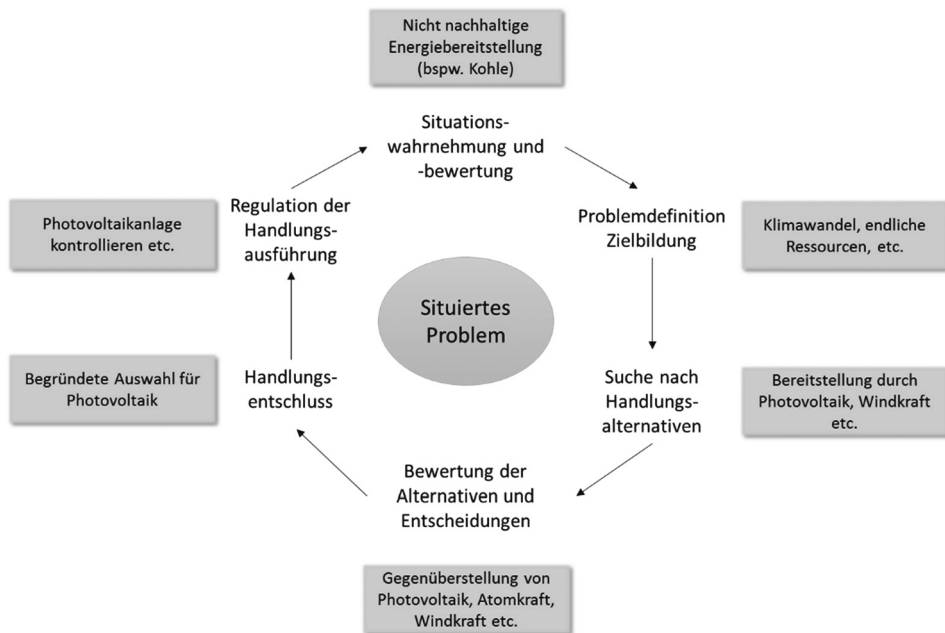 Nicht nachhaltige
Energiebereitstellung
(bspw. Kohle)
Situations-
wahrnehmung und
-bewertung
Problemdefinition
Zielbildung
Klimawandel, endliche
Ressourcen, etc.
Suche nach
Handlungs-
alternativen
Bereitstellung durch
Photovoltaik, Windkraft
etc.
Bewertung der
Alternativen und
Entscheidungen
Gegenüberstellung von
Photovoltaik, Atomkraft,
Windkraft etc.
Handlungs-
entschluss
Begründete Auswahl für
Photovoltaik
Regulation der
Handlungs-
ausführung
Photovoltaikanlage
kontrollieren etc.
Situiertes
Problem